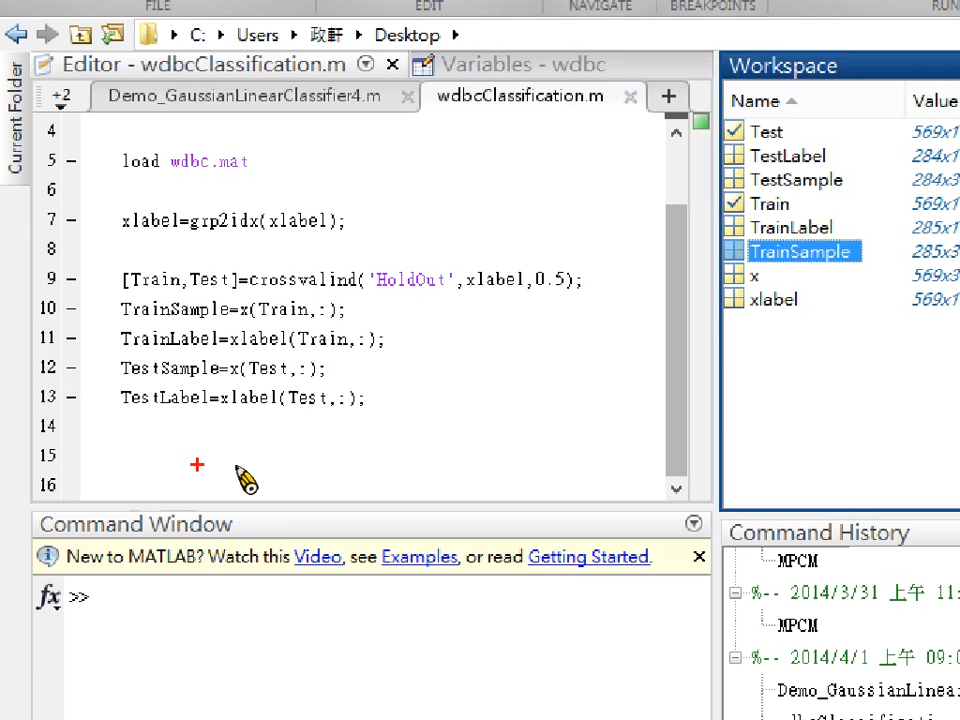 FILE EDIT NAVIGATE BREAKPOINTS RUN
C: Users 政軒 Desktop
Current Folder
Editor - wdbcClassification.m Variables - wdbc
+2 Demo_GaussianLinearClassifier4.m wdbcClassification.m
4
5 – load wdbc.mat
6
7 – xlabel=grp2idx(xlabel);
8
9 – [Train,Test]=crossvalind('HoldOut',xlabel,0.5);
10 – TrainSample=x(Train,:);
11 – TrainLabel=xlabel(Train,:);
12 – TestSample=x(Test,:);
13 – TestLabel=xlabel(Test,:);
14
15
16
Command Window
New to MATLAB? Watch this Video, see Examples, or read Getting Started.
fx >>
Workspace
Name Value
Test 569x1
TestLabel 284x1
TestSample 284x3
Train 569x1
TrainLabel 285x1
TrainSample 285x3
x 569x3
xlabel 569x1
Command History
MPCM
%-- 2014/3/31 上午 11:
MPCM
%-- 2014/4/1 上午 09:0
Demo_GaussianLinea